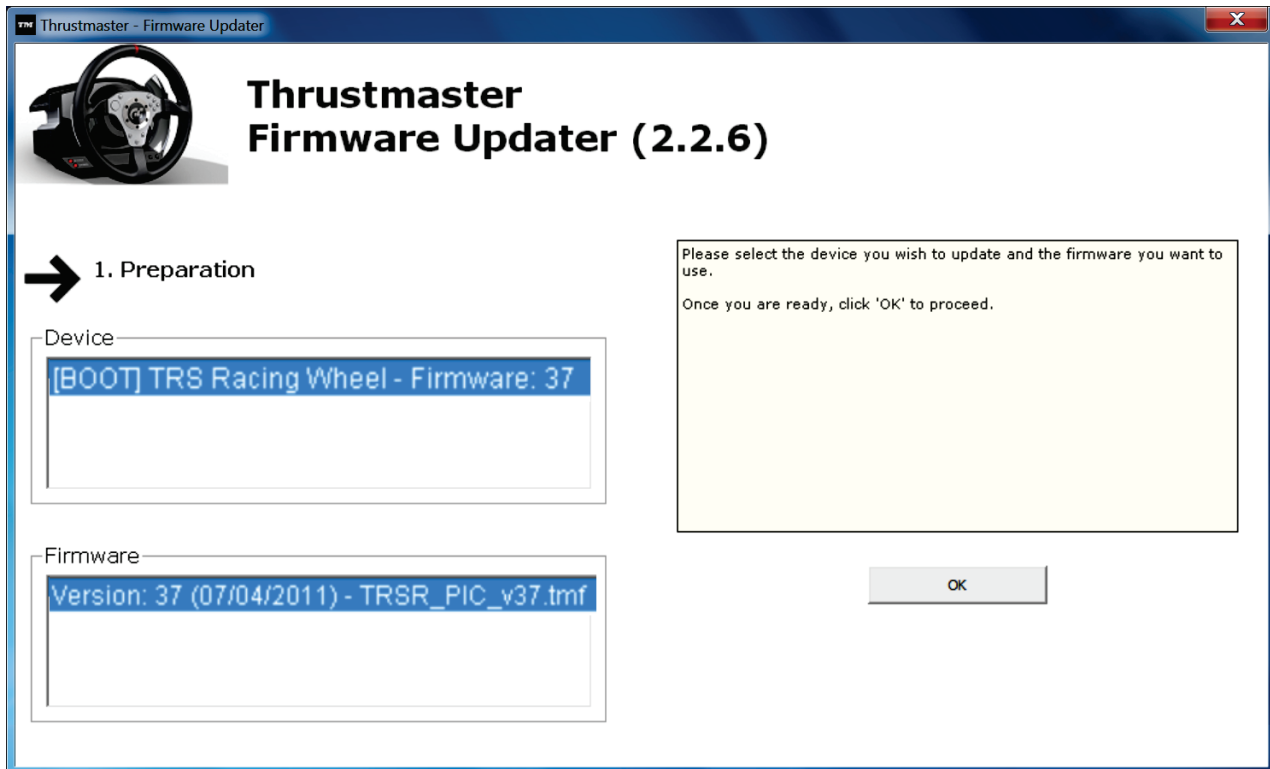 Thrustmaster - Firmware Updater
Thrustmaster
Firmware Updater (2.2.6)
1. Preparation
Please select the device you wish to update and the firmware you want to
use.
Once you are ready, click 'OK' to proceed.
Device
[BOOT] TRS Racing Wheel - Firmware: 37
Firmware
Version: 37 (07/04/2011) - TRSR_PIC_v37.tmf
OK